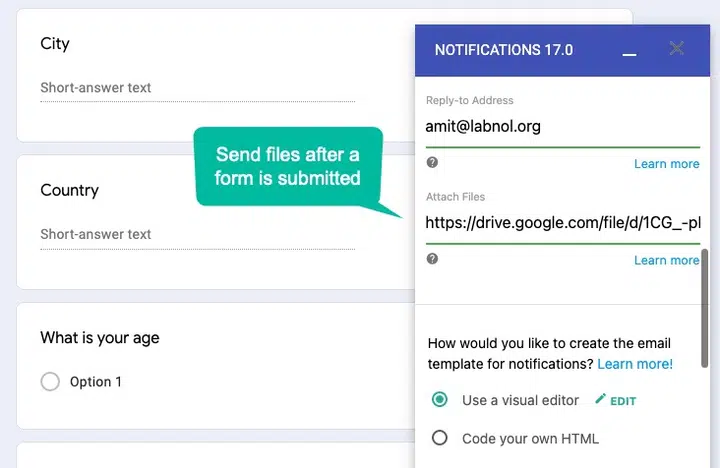 City
Short-answer text
Country
Short-answer text
What is your age
Option 1
Send files after a
form is submitted
NOTIFICATIONS 17.0
Reply-to Address
amit@labnol.org
Learn more
Attach Files
https://drive.google.com/file/d/1CG_-pl
Learn more
How would you like to create the email
template for notifications? Learn more!
Use a visual editor EDIT
Code your own HTML